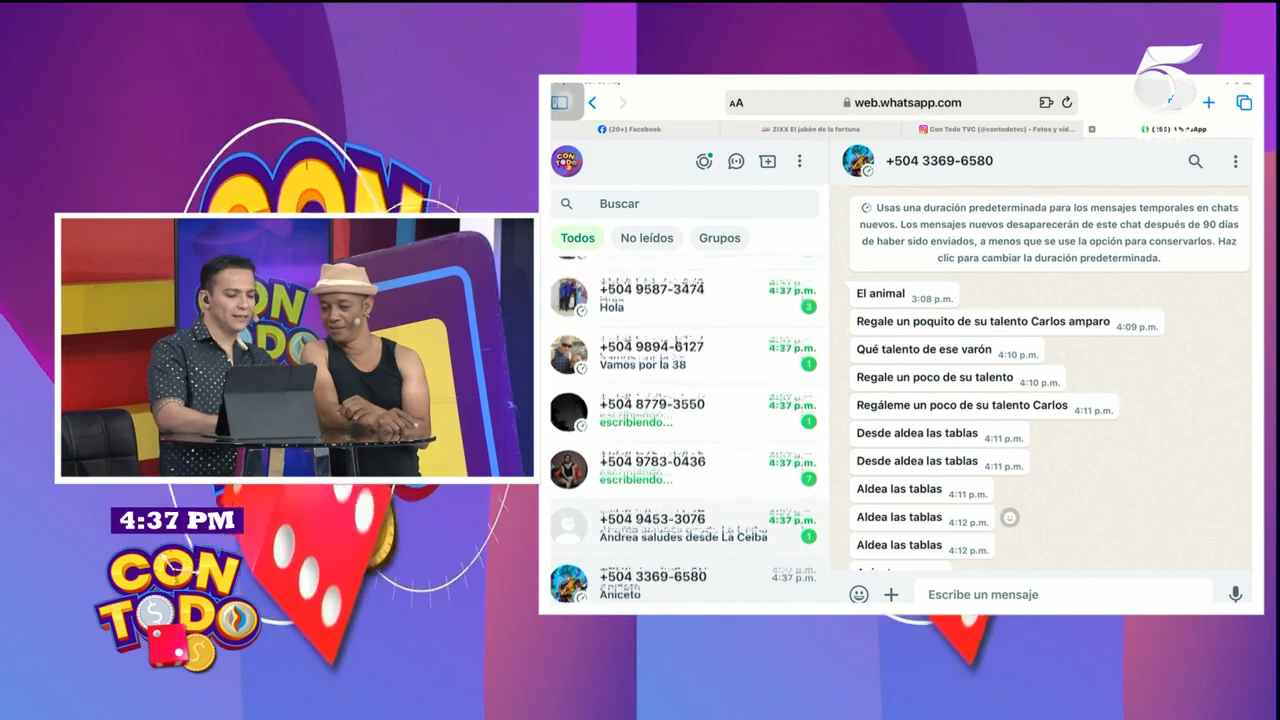 5
CON
CON
TODO
4:37 PM
CON
TODO
AA
web.whatsapp.com
(20+) Facebook
ZIXX El jabón de la fortuna
Con Todo TVC (@contodotvc) • Fotos y vid...
CON
TODO
+504 3369-6580
Buscar
Todos
No leídos
Grupos
+504 9587-3474
4:37 p.m.
Hola
3
+504 9894-6127
4:37 p.m.
Vamos por la 38
1
+504 8779-3550
4:37 p.m.
escribiendo...
1
+504 9783-0436
4:37 p.m.
escribiendo...
7
+504 9453-3076
4:37 p.m.
Andrea saludes desde La Ceiba
1
+504 3369-6580
4:37 p.m.
Aniceto
Usas una duración predeterminada para los mensajes temporales en chats
nuevos. Los mensajes nuevos desaparecerán de este chat después de 90 días
de haber sido enviados, a menos que se use la opción para conservarlos. Haz
clic para cambiar la duración predeterminada.
El animal 3:08 p.m.
Regale un poquito de su talento Carlos amparo 4:09 p.m.
Qué talento de ese varón 4:10 p.m.
Regale un poco de su talento 4:10 p.m.
Regáleme un poco de su talento Carlos 4:11 p.m.
Desde aldea las tablas 4:11 p.m.
Desde aldea las tablas 4:11 p.m.
Aldea las tablas 4:11 p.m.
Aldea las tablas 4:12 p.m.
Aldea las tablas 4:12 p.m.
Escribe un mensaje